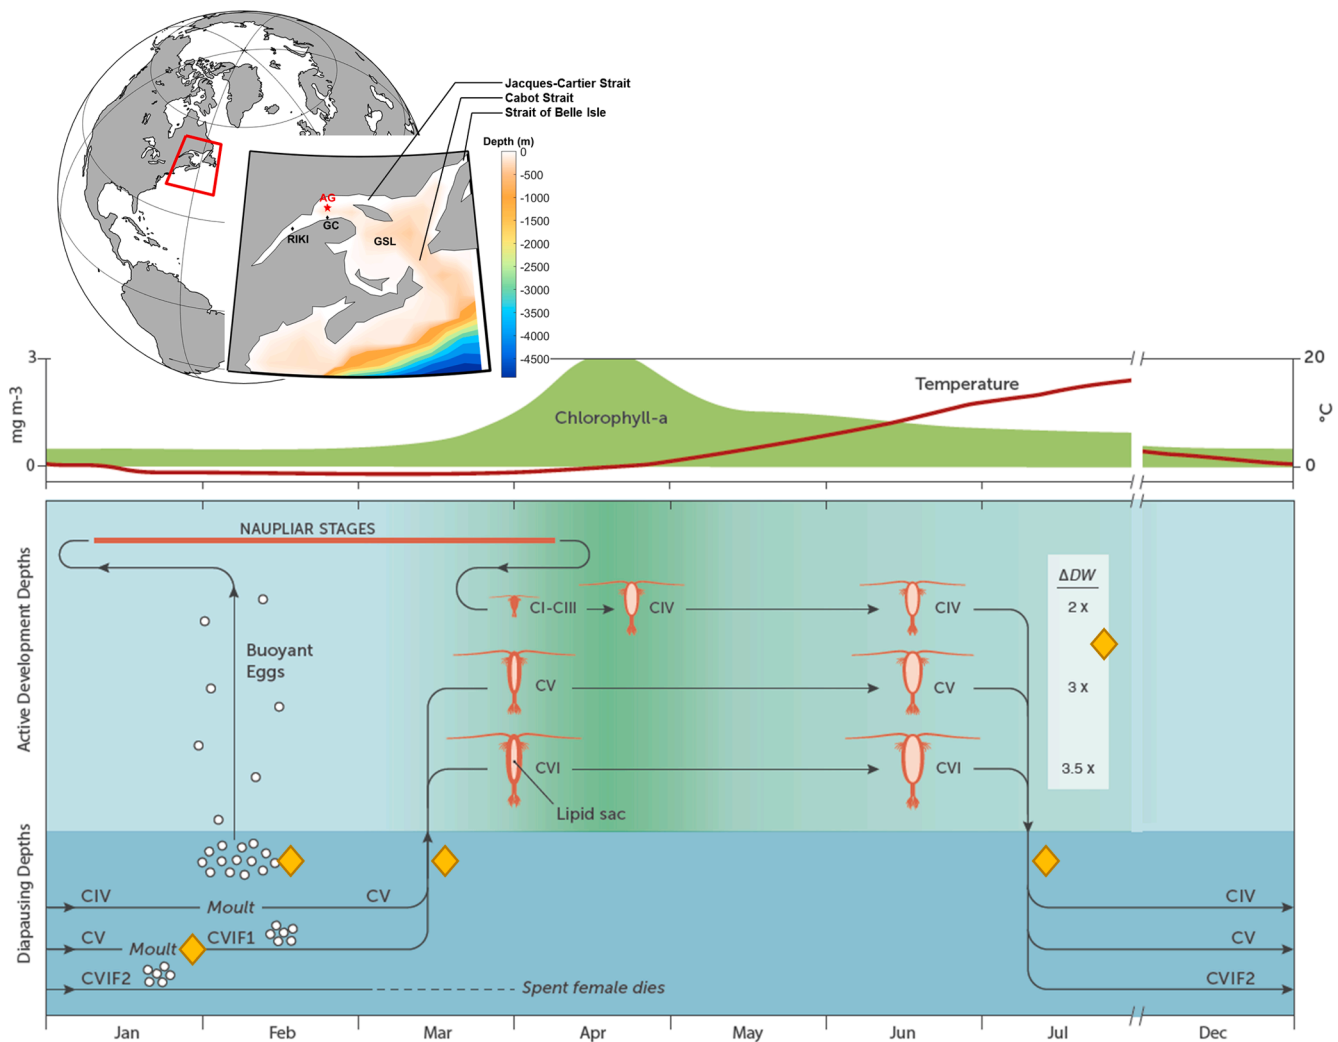 Jacques-Cartier Strait
Cabot Strait
Strait of Belle Isle
Depth (m)
0
-500
-1000
-1500
-2000
-2500
-3000
-3500
-4000
-4500
AG
GC
RIKI
GSL
3
0
mg m-3
20
0
°C
Temperature
Chlorophyll-a
NAUPLIAR STAGES
Active Development Depths
Buoyant
Eggs
CI-CIII
CIV
CIV
CV
CV
CVI
CVI
Lipid sac
ΔDW
2 x
3 x
3.5 x
Diapausing Depths
CIV
Moult
CV
CIV
CV
Moult
CVIF1
CV
CVIF2
Spent female dies
CVIF2
Jan
Feb
Mar
Apr
May
Jun
Jul
Dec